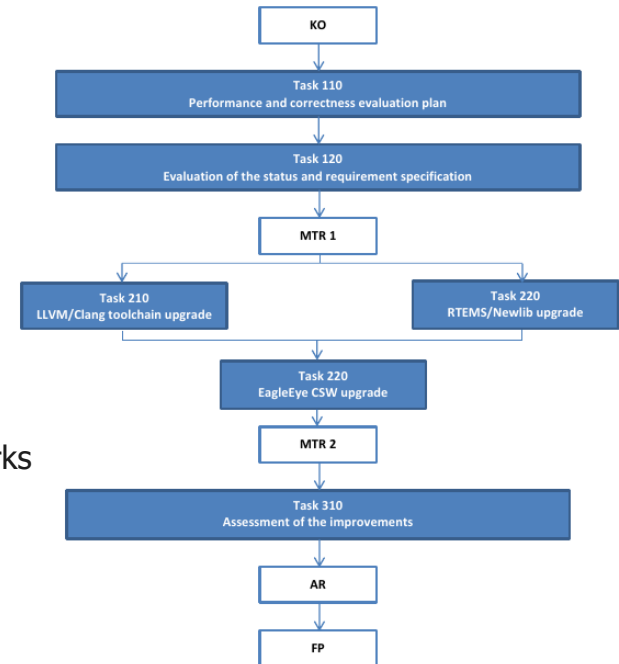 KO
Task 110
Performance and correctness evaluation plan
Task 120
Evaluation of the status and requirement specification
MTR 1
Task 210
LLVM/Clang toolchain upgrade
Task 220
RTEMS/Newlib upgrade
Task 220
EagleEye CSW upgrade
MTR 2
rks
Task 310
Assessment of the improvements
AR
FP